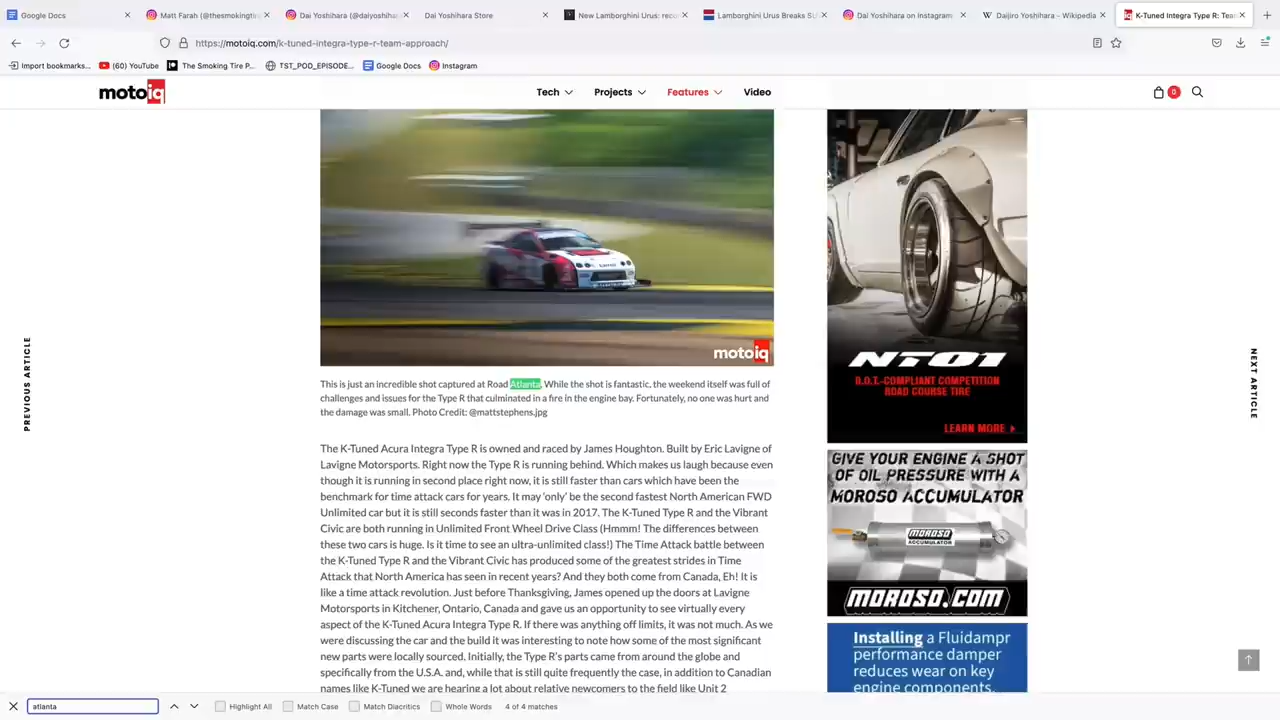 Google Docs
Matt Farah (@thesmokingti
Dai Yoshihara (@daiyoshihar
Dai Yoshihara Store
New Lamborghini Urus: rec
Lamborghini Urus Breaks SU
Dai Yoshihara on Instagram
Daijiro Yoshihara - Wikipedia
K-Tuned Integra Type R: Tea
https://motoiq.com/k-tuned-integra-type-r-team-approach/
Import bookmarks...
(60) YouTube
The Smoking Tire P...
TST_POD_EPISODE...
Google Docs
Instagram
motoiq
Tech
Projects
Features
Video
0
motoiq
This is just an incredible shot captured at Road Atlanta. While the shot is fantastic, the weekend itself was full of
challenges and issues for the Type R that culminated in a fire in the engine bay. Fortunately, no one was hurt and
the damage was small. Photo Credit: @mattstephens.jpg
The K-Tuned Acura Integra Type R is owned and raced by James Houghton. Built by Eric Lavigne of
Lavigne Motorsports. Right now the Type R is running behind. Which makes us laugh because even
though it is running in second place right now, it is still faster than cars which have been the
benchmark for time attack cars for years. It may 'only' be the second fastest North American FWD
Unlimited car but it is still seconds faster than it was in 2017. The K-Tuned Type R and the Vibrant
Civic are both running in Unlimited Front Wheel Drive Class (Hmmm! The differences between
these two cars is huge. Is it time to see an ultra-unlimited class!) The Time Attack battle between
the K-Tuned Type R and the Vibrant Civic has produced some of the greatest strides in Time
Attack that North America has seen in recent years? And they both come from Canada, Eh! It is
like a time attack revolution. Just before Thanksgiving, James opened up the doors at Lavigne
Motorsports in Kitchener, Ontario, Canada and gave us an opportunity to see virtually every
aspect of the K-Tuned Acura Integra Type R. If there was anything off limits, it was not much. As we
were discussing the car and the build it was interesting to note how some of the most significant
new parts were locally sourced. Initially, the Type R's parts came from around the globe and
specifically from the U.S.A. and, while that is still quite frequently the case, in addition to Canadian
names like K-Tuned we are hearing a lot about relative newcomers to the field like Unit 2
PREVIOUS ARTICLE
NEXT ARTICLE
NT01
D.O.T.-COMPLIANT COMPETITION
ROAD COURSE TIRE
LEARN MORE
GIVE YOUR ENGINE A SHOT
OF OIL PRESSURE WITH A
MOROSO ACCUMULATOR
MOROSO
ACCUMULATOR
MOROSO.COM
Installing a Fluidampr
performance damper
reduces wear on key
engine components.
atlanta
Highlight All
Match Case
Match Diacritics
Whole Words
4 of 4 matches